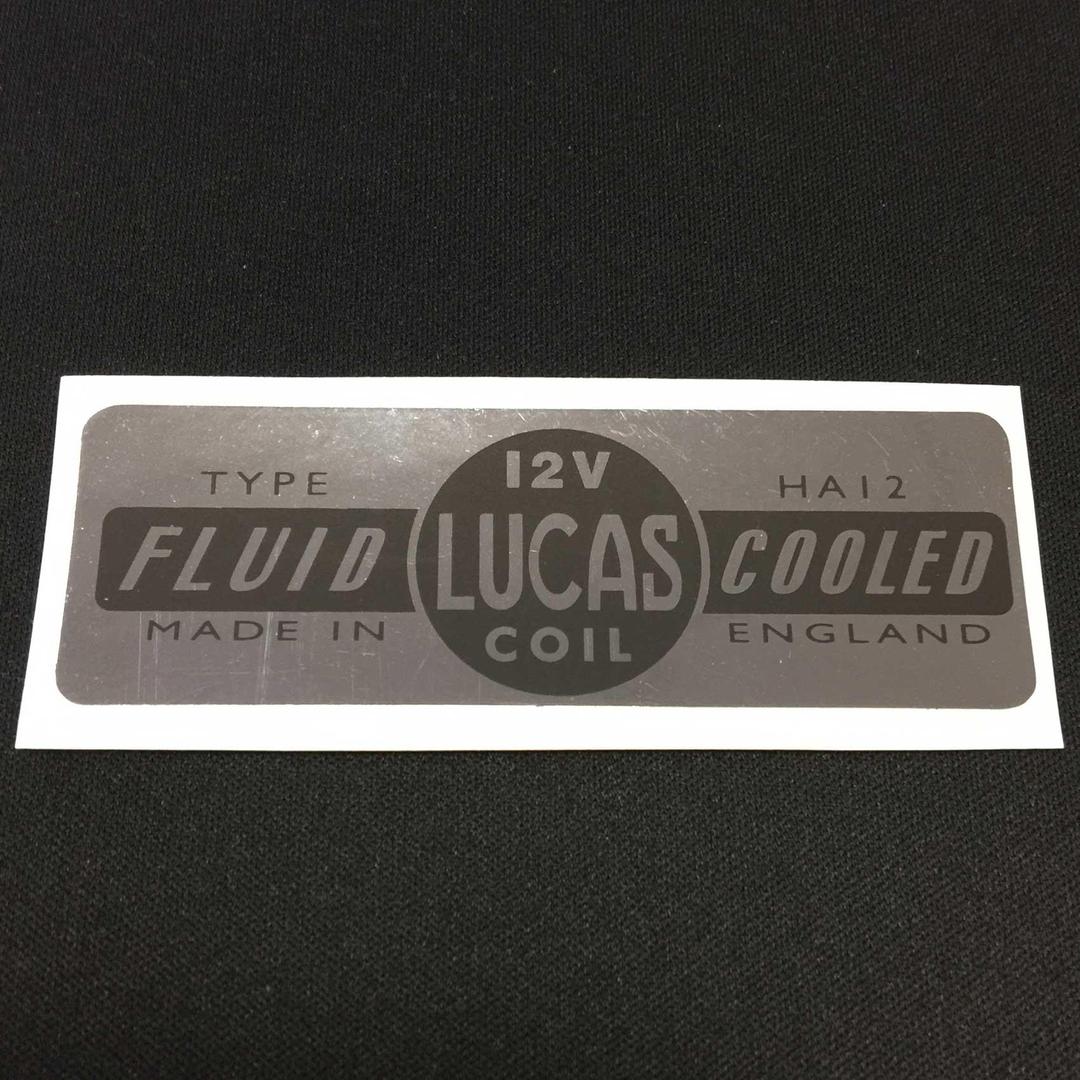 12V
TYPE HA12
FLUID LUCAS COOLED
MADE IN COIL ENGLAND